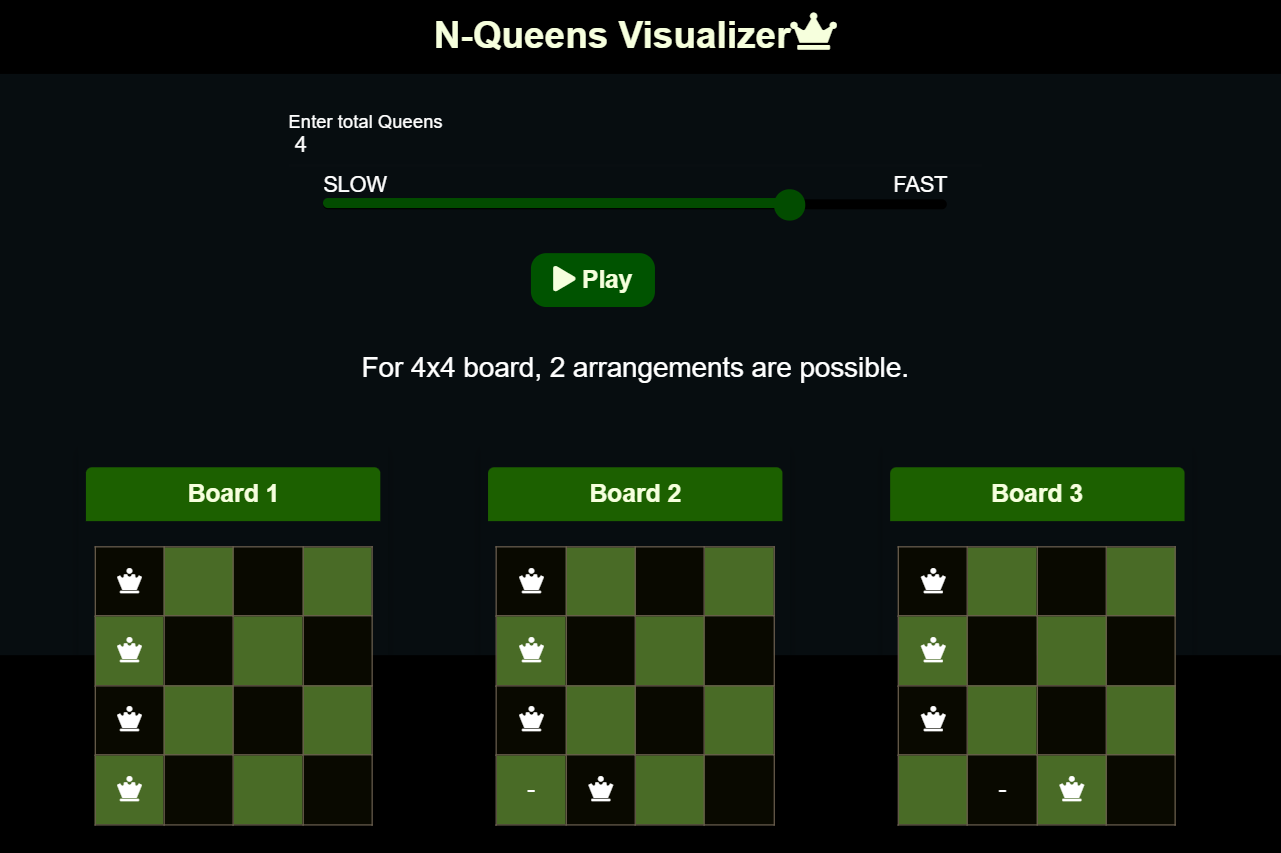 N-Queens Visualizer
Enter total Queens
4
SLOW FAST
Play
For 4x4 board, 2 arrangements are possible.
Board 1 Board 2 Board 3
- -